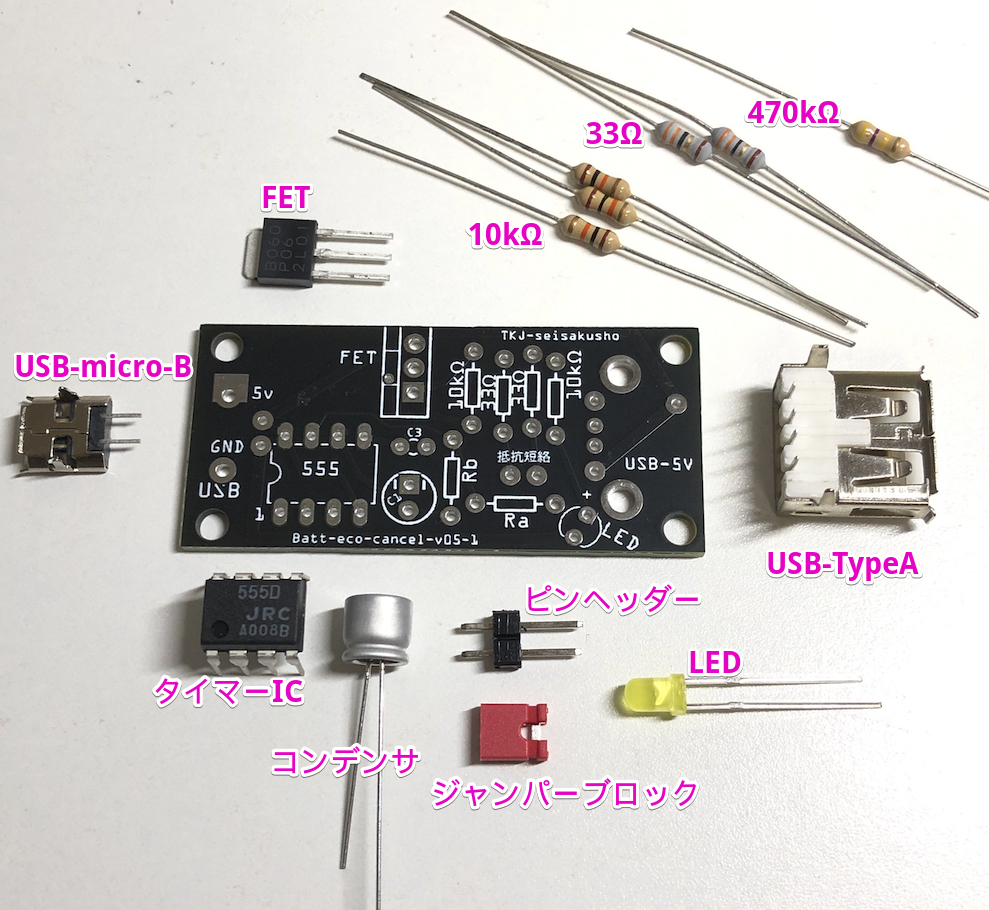 470kΩ
33Ω
FET
10kΩ
B060
P06
2L01
TKJ-seisakusho
FET
10kΩ
33Ω
33Ω
10kΩ
USB-micro-B
5v
C3
GND
555
抵抗短絡
USB-5V
Rb
USB
C1
+
1
Ra
LED
Batt-eco-cancel-v05-1
USB-TypeA
555D
JRC
A008B
ピンヘッダー
LED
タイマーIC
コンデンサ
ジャンパーブロック